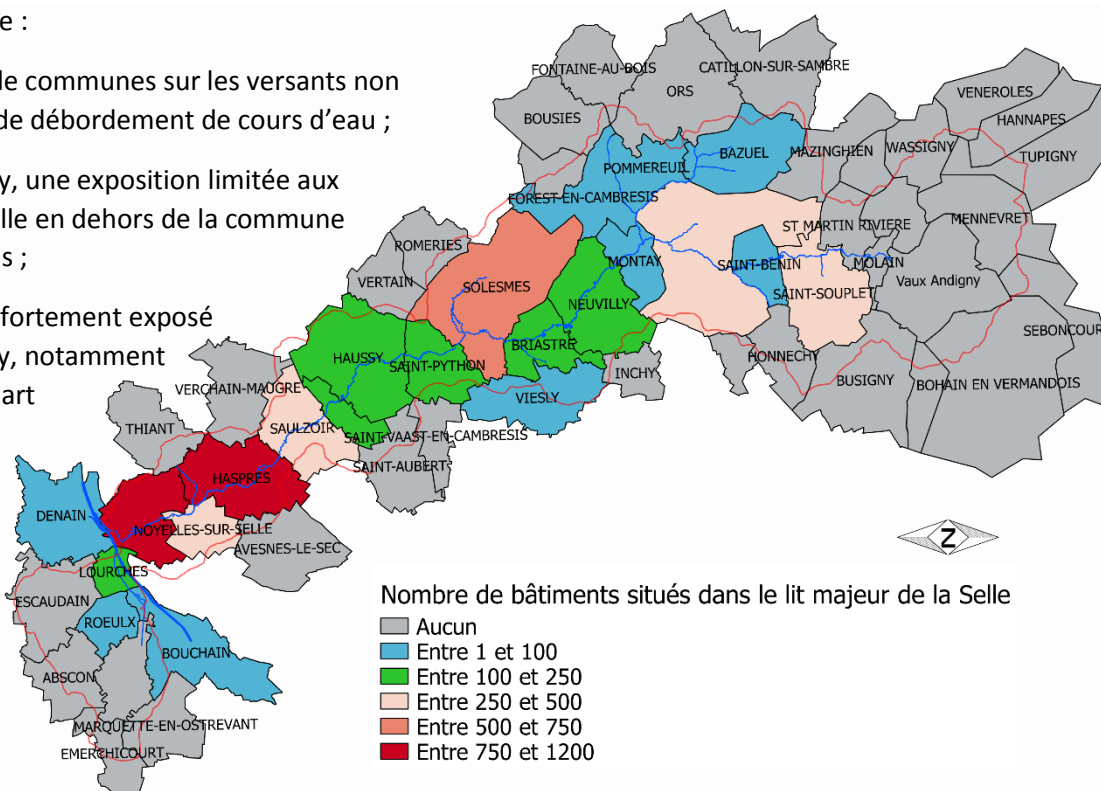 e :
de communes sur les versants non
de débordement de cours d'eau ;
y, une exposition limitée aux
elle en dehors de la commune
s ;
fortement exposé
y, notamment
art
FONTAINE-AU-BOIS
CATILLON-SUR-SAMBRE
ORS
BOUSIES
VENEROLES
HANNAPES
TUPIGNY
WASSIGNY
MAZINGHIEN
BAZUEL
POMMEREUIL
FOREST-EN-CAMBRESIS
MENNEVRET
ST MARTIN RIVIERE
ROMERIES
MONTAY
SAINT-BENIN
MOLAIN
Vaux Andigny
VERTAIN
SOLESMES
NEUVILLY
SAINT-SOUPLET
SEBONCOUR
HAUSSY
BRIASTRE
SAINT-PYTHON
HONNECHY
INCHY
BUSIGNY
BOHAIN EN VERMANDOIS
VERCHAIN-MAUGRE
VIESLY
THIANT
SAULZOIR
SAINT-VAAST-EN-CAMBRESIS
SAINT-AUBERT
HASPRES
DENAIN
NOYELLES-SUR-SELLE
AVESNES-LE-SEC
LOURCHES
ESCAUDAIN
ROEULX
BOUCHAIN
ABSCON
MARQUETTE-EN-OSTREVANT
EMERCHICOURT
Z
Nombre de bâtiments situés dans le lit majeur de la Selle
Aucun
Entre 1 et 100
Entre 100 et 250
Entre 250 et 500
Entre 500 et 750
Entre 750 et 1200